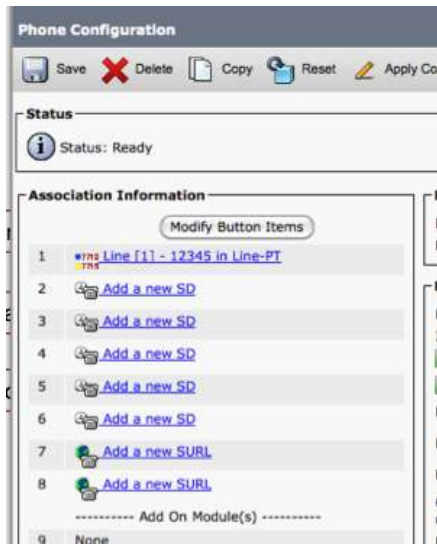 Phone Configuration
Save Delete Copy Reset Apply Co
Status
i Status: Ready
Association Information
Modify Button Items
1 Line [1] - 12345 in Line-PT
2 Add a new SD
3 Add a new SD
4 Add a new SD
5 Add a new SD
6 Add a new SD
7 Add a new SURL
8 Add a new SURL
---------- Add On Module(s) ----------
9 None